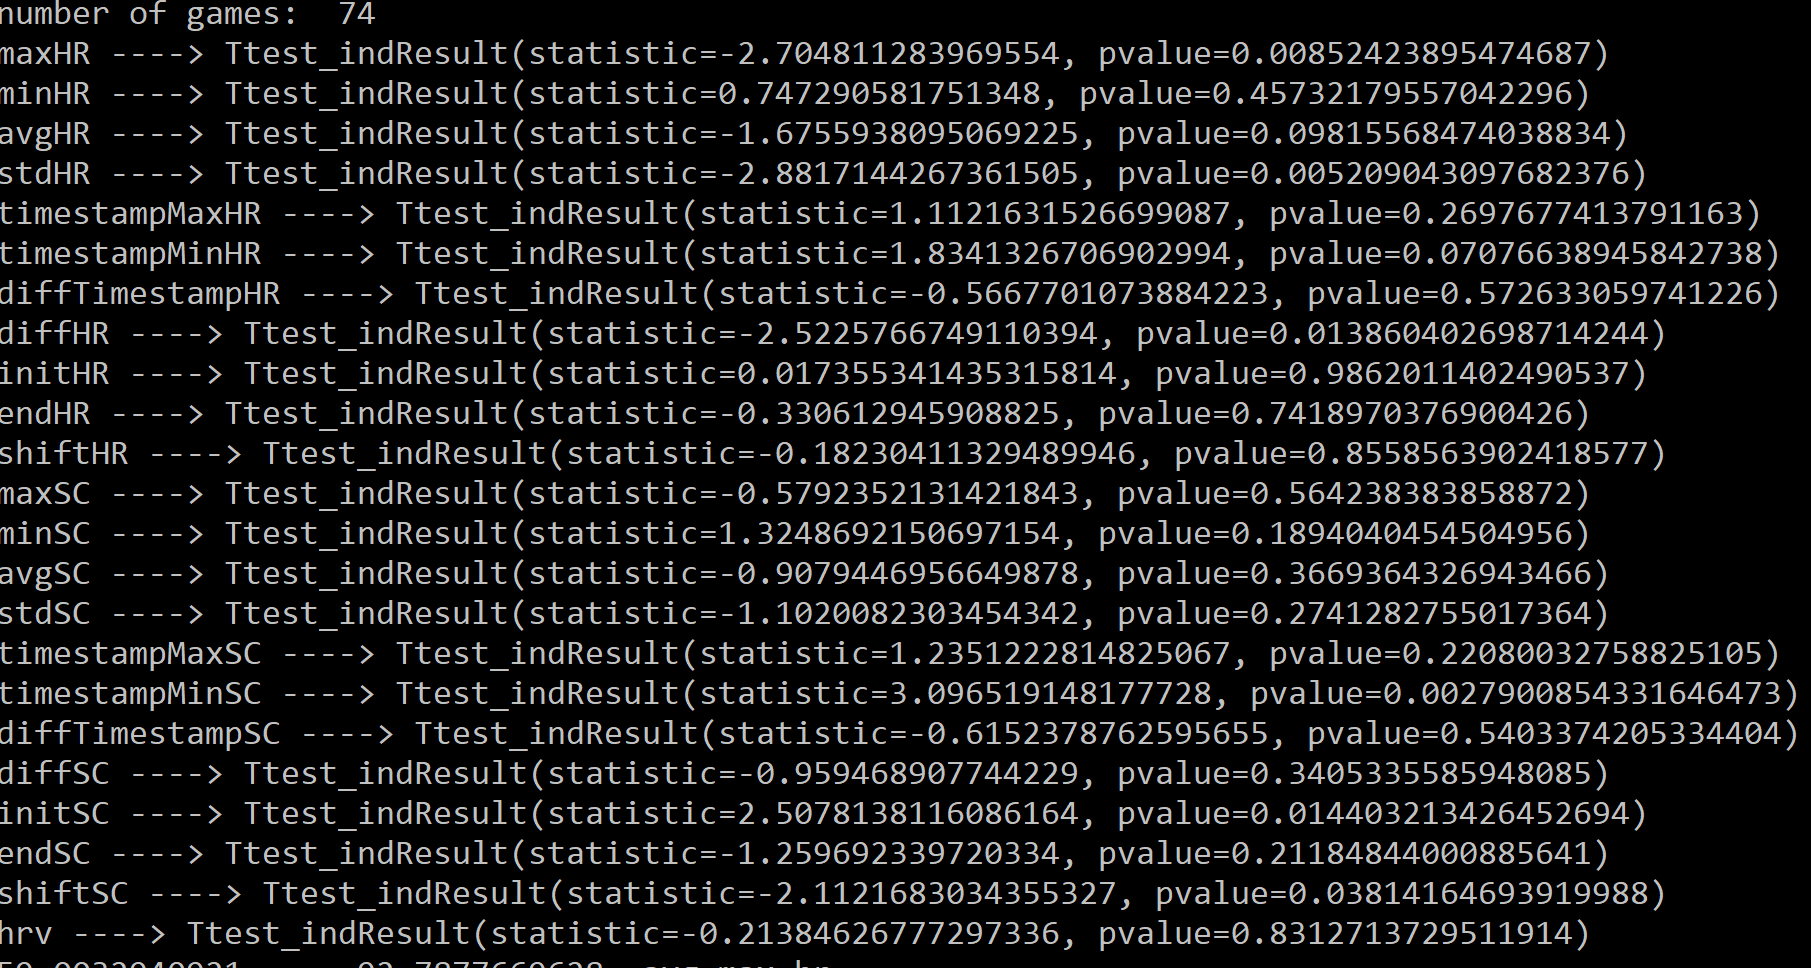 number of games:  74
maxHR ----> Ttest_indResult(statistic=-2.704811283969554, pvalue=0.00852423895474687)
minHR ----> Ttest_indResult(statistic=0.747290581751348, pvalue=0.45732179557042296)
avgHR ----> Ttest_indResult(statistic=-1.6755938095069225, pvalue=0.09815568474038834)
stdHR ----> Ttest_indResult(statistic=-2.8817144267361505, pvalue=0.005209043097682376)
timestampMaxHR ----> Ttest_indResult(statistic=1.1121631526699087, pvalue=0.2697677413791163)
timestampMinHR ----> Ttest_indResult(statistic=1.8341326706902994, pvalue=0.07076638945842738)
diffTimestampHR ----> Ttest_indResult(statistic=-0.5667701073884223, pvalue=0.572633059741226)
diffHR ----> Ttest_indResult(statistic=-2.5225766749110394, pvalue=0.013860402698714244)
initHR ----> Ttest_indResult(statistic=0.017355341435315814, pvalue=0.9862011402490537)
endHR ----> Ttest_indResult(statistic=-0.330612945908825, pvalue=0.7418970376900426)
shiftHR ----> Ttest_indResult(statistic=-0.18230411329489946, pvalue=0.8558563902418577)
maxSC ----> Ttest_indResult(statistic=-0.5792352131421843, pvalue=0.564238383858872)
minSC ----> Ttest_indResult(statistic=1.3248692150697154, pvalue=0.1894040454504956)
avgSC ----> Ttest_indResult(statistic=-0.9079446956649878, pvalue=0.3669364326943466)
stdSC ----> Ttest_indResult(statistic=-1.1020082303454342, pvalue=0.2741282755017364)
timestampMaxSC ----> Ttest_indResult(statistic=1.2351222814825067, pvalue=0.22080032758825105)
timestampMinSC ----> Ttest_indResult(statistic=3.096519148177728, pvalue=0.0027900854331646473)
diffTimestampSC ----> Ttest_indResult(statistic=-0.6152378762595655, pvalue=0.5403374205334404)
diffSC ----> Ttest_indResult(statistic=-0.959468907744229, pvalue=0.3405335585948085)
initSC ----> Ttest_indResult(statistic=2.5078138116086164, pvalue=0.014403213426452694)
endSC ----> Ttest_indResult(statistic=-1.259692339720334, pvalue=0.21184844000885641)
shiftSC ----> Ttest_indResult(statistic=-2.1121683034355327, pvalue=0.03814164693919988)
hrv ----> Ttest_indResult(statistic=-0.21384626777297336, pvalue=0.8312713729511914)